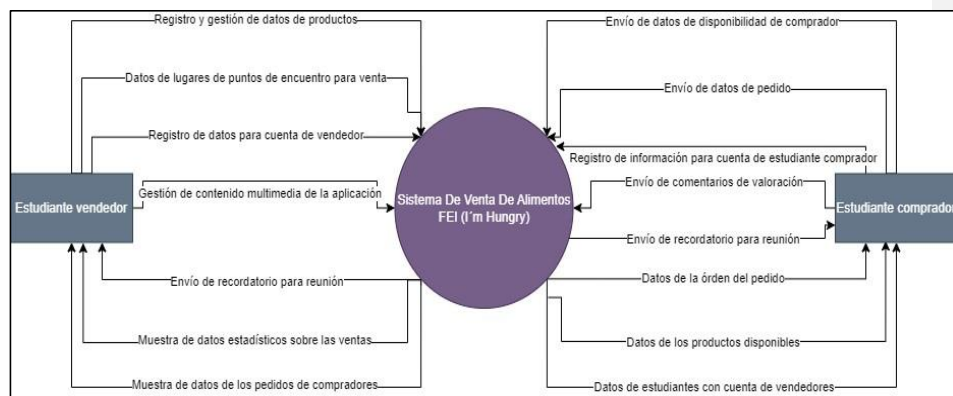 Registro y gestión de datos de productos
Envío de datos de disponibilidad de comprador
Datos de lugares de puntos de encuentro para venta
Envío de datos de pedido
Registro de datos para cuenta de vendedor
Registro de información para cuenta de estudiante comprador
Gestión de contenido multimedia de la aplicación
Envío de comentarios de valoración
Estudiante vendedor
Sistema De Venta De Alimentos
FEI (I´m Hungry)
Estudiante comprador
Envío de recordatorio para reunión
Envío de recordatorio para reunión
Datos de la órden del pedido
Muestra de datos estadísticos sobre las ventas
Datos de los productos disponibles
Muestra de datos de los pedidos de compradores
Datos de estudiantes con cuenta de vendedores